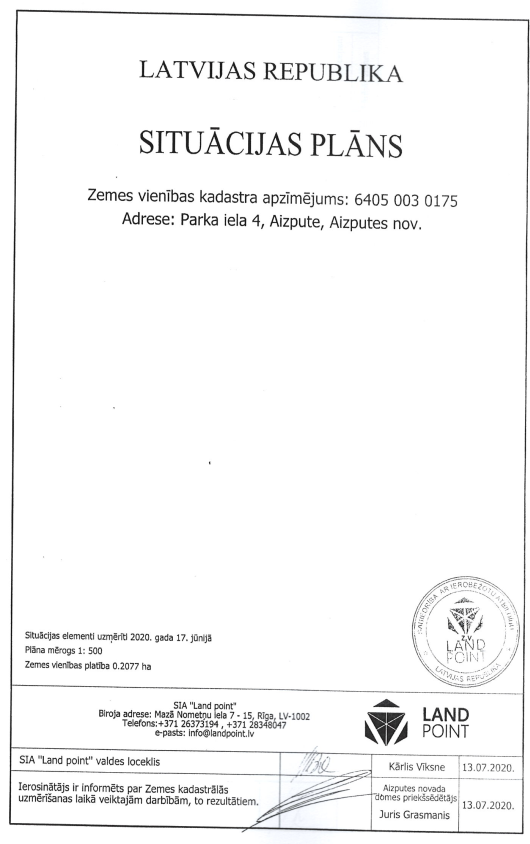 LATVIJAS REPUBLIKA
SITUĀCIJAS PLĀNS
Zemes vienības kadastra apzīmējums: 6405 003 0175
Adrese: Parka iela 4, Aizpute, Aizputes nov.
Situācijas elementi uzmērīti 2020. gada 17. jūnijā
Plāna mērogs 1: 500
Zemes vienības platība 0.2077 ha
SABIEDRĪBA AR IEROBEŽOTU ATBILDĪBU
Z.V.
LAND
POINT
LATVIJAS REPUBLIKA
SIA "Land point"
Biroja adrese: Mazā Nometņu iela 7 - 15, Rīga, LV-1002
Telefons:+371 26373194 , +371 28348047
e-pasts: info@landpoint.lv
LAND
POINT
SIA "Land point" valdes loceklis
Kārlis Vīksne
13.07.2020.
Ierosinātājs ir informēts par Zemes kadastrālās
uzmērīšanas laikā veiktajām darbībām, to rezultātiem.
Aizputes novada
domes priekšsēdētājs
Juris Grasmanis
13.07.2020.